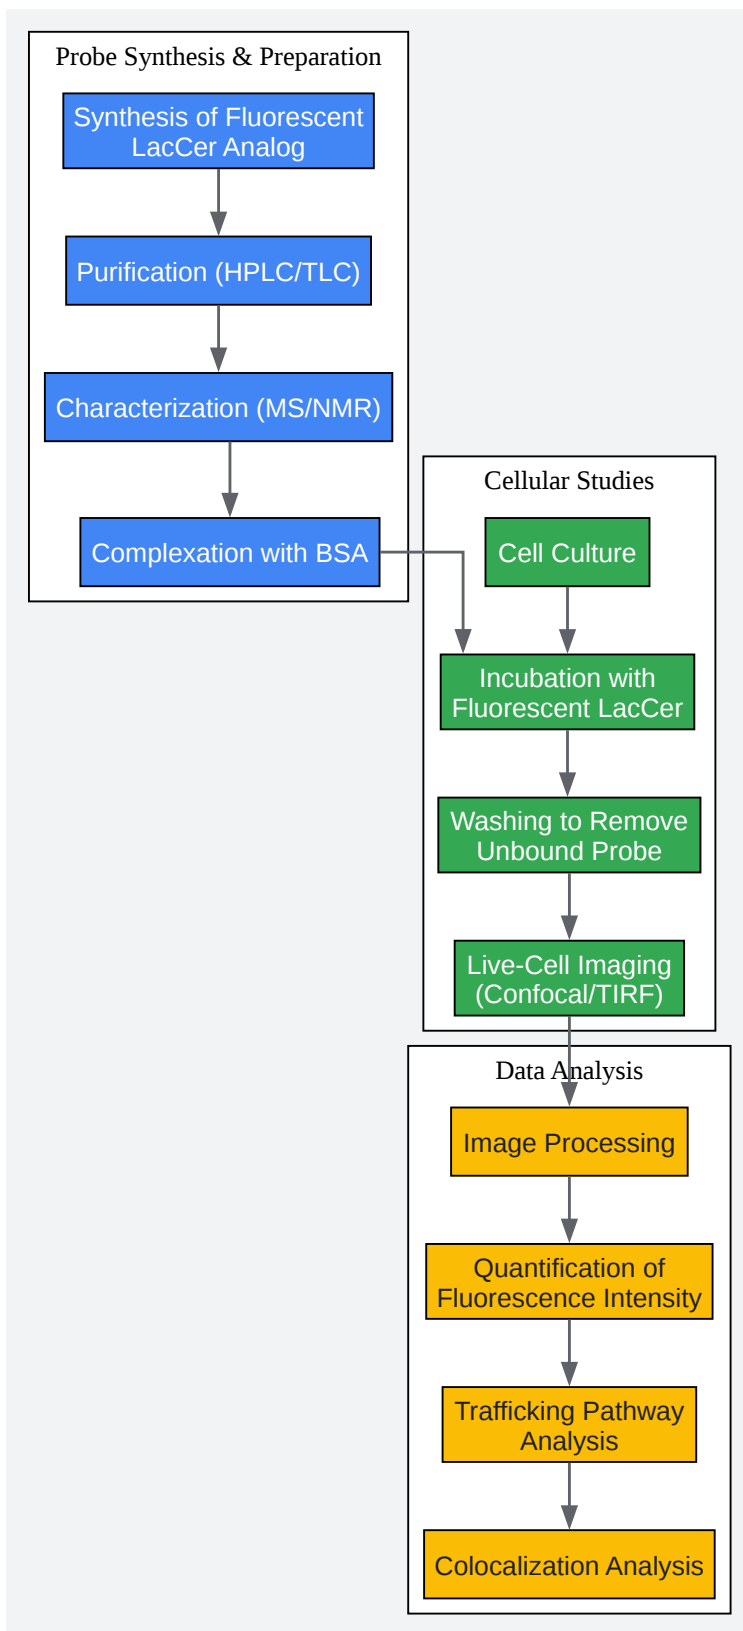 Probe Synthesis & Preparation
Synthesis of Fluorescent
LacCer Analog
Purification (HPLC/TLC)
Characterization (MS/NMR)
Complexation with BSA
Cellular Studies
Cell Culture
Incubation with
Fluorescent LacCer
Washing to Remove
Unbound Probe
Live-Cell Imaging
(Confocal/TIRF)
Data Analysis
Image Processing
Quantification of
Fluorescence Intensity
Trafficking Pathway
Analysis
Colocalization Analysis